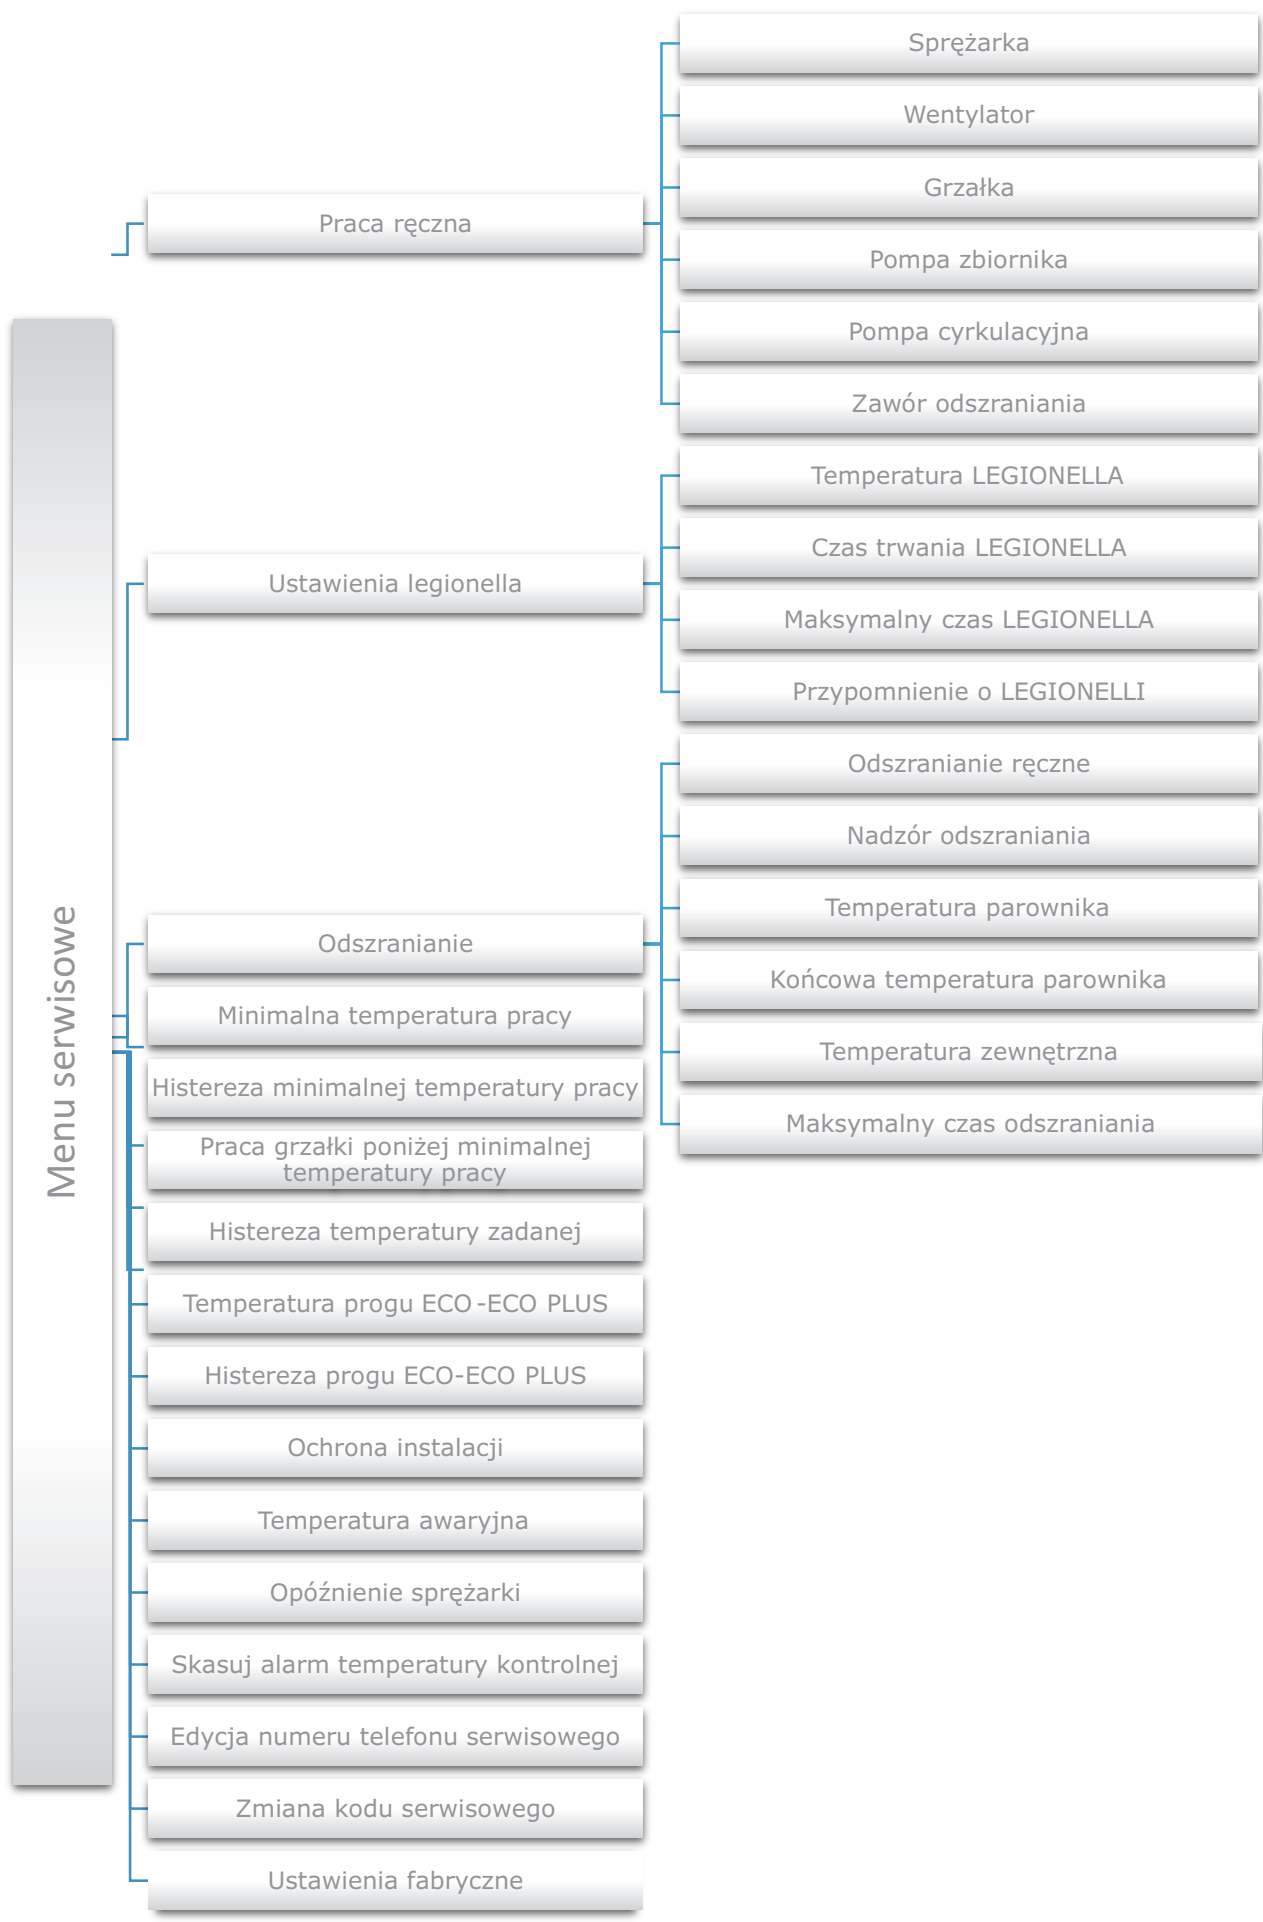 Menu serwisowe
Praca ręczna
Sprężarka
Wentylator
Grzałka
Pompa zbiornika
Pompa cyrkulacyjna
Zawór odszraniania
Ustawienia legionella
Temperatura LEGIONELLA
Czas trwania LEGIONELLA
Maksymalny czas LEGIONELLA
Przypomnienie o LEGIONELLI
Odszranianie
Odszranianie ręczne
Nadzór odszraniania
Temperatura parownika
Końcowa temperatura parownika
Temperatura zewnętrzna
Maksymalny czas odszraniania
Minimalna temperatura pracy
Histereza minimalnej temperatury pracy
Praca grzałki poniżej minimalnej
temperatury pracy
Histereza temperatury zadanej
Temperatura progu ECO-ECO PLUS
Histereza progu ECO-ECO PLUS
Ochrona instalacji
Temperatura awaryjna
Opóźnienie sprężarki
Skasuj alarm temperatury kontrolnej
Edycja numeru telefonu serwisowego
Zmiana kodu serwisowego
Ustawienia fabryczne